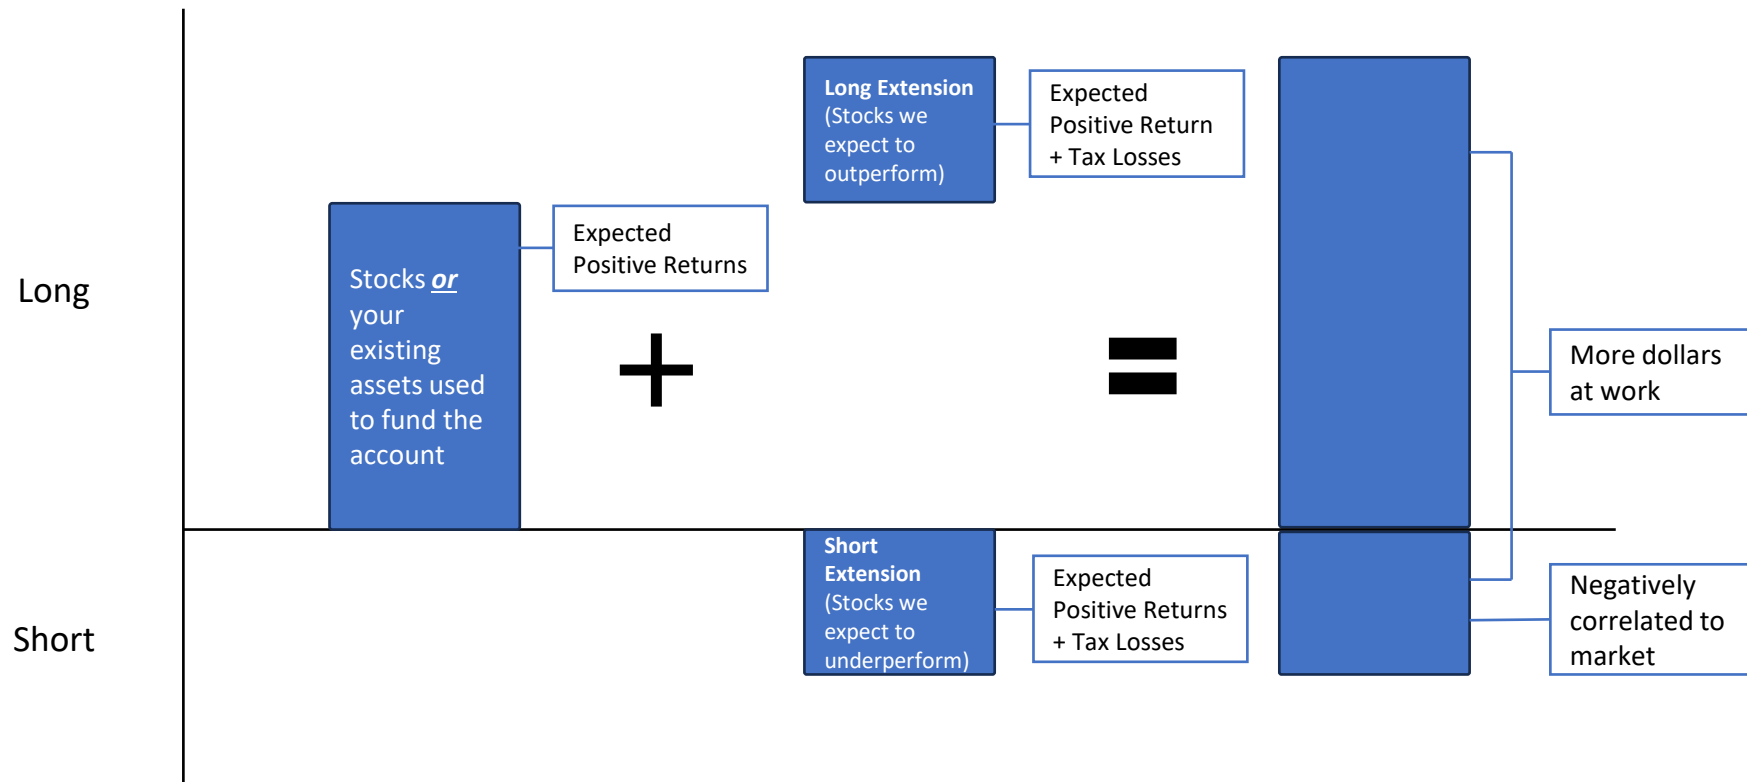 Long
Short
Stocks or
your
existing
assets used
to fund the
account
Expected
Positive Returns
+
Long Extension
(Stocks we
expect to
outperform)
Expected
Positive Return
+ Tax Losses
Short
Extension
(Stocks we
expect to
underperform)
Expected
Positive Returns
+ Tax Losses
=
More dollars
at work
Negatively
correlated to
market